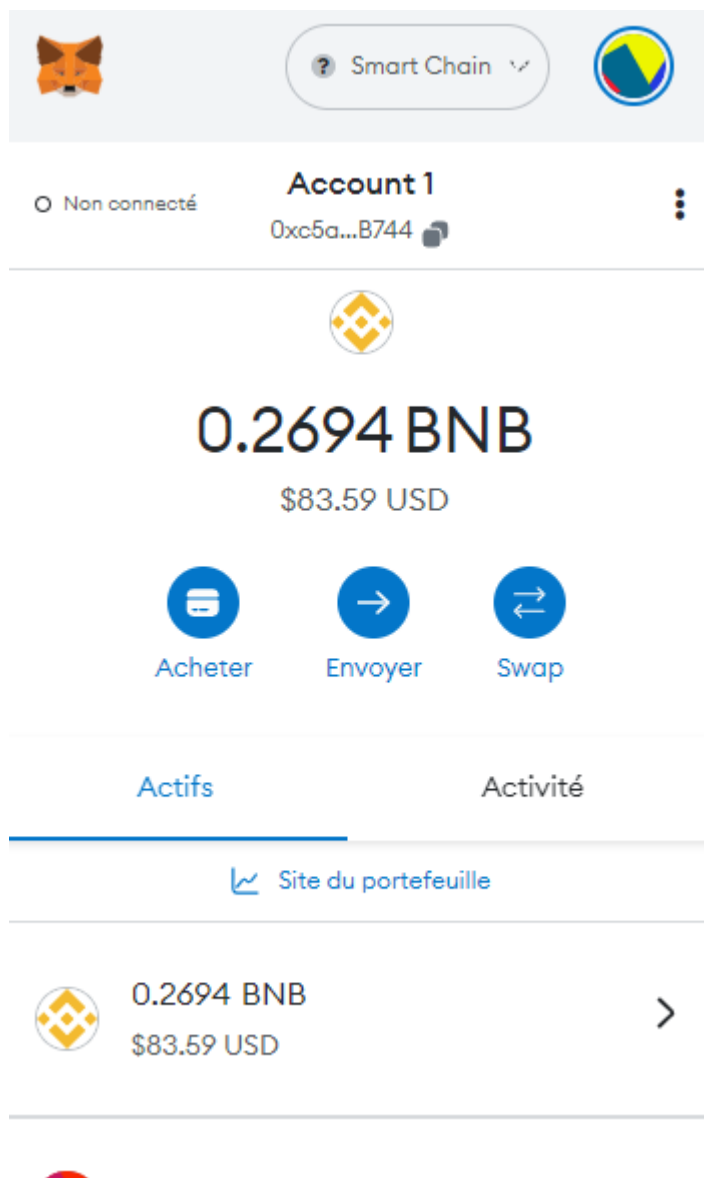 ? Smart Chain
Non connecté
Account 1
0xc5a...B744
0.2694 BNB
$83.59 USD
Acheter
Envoyer
Swap
Actifs
Activité
Site du portefeuille
0.2694 BNB
$83.59 USD